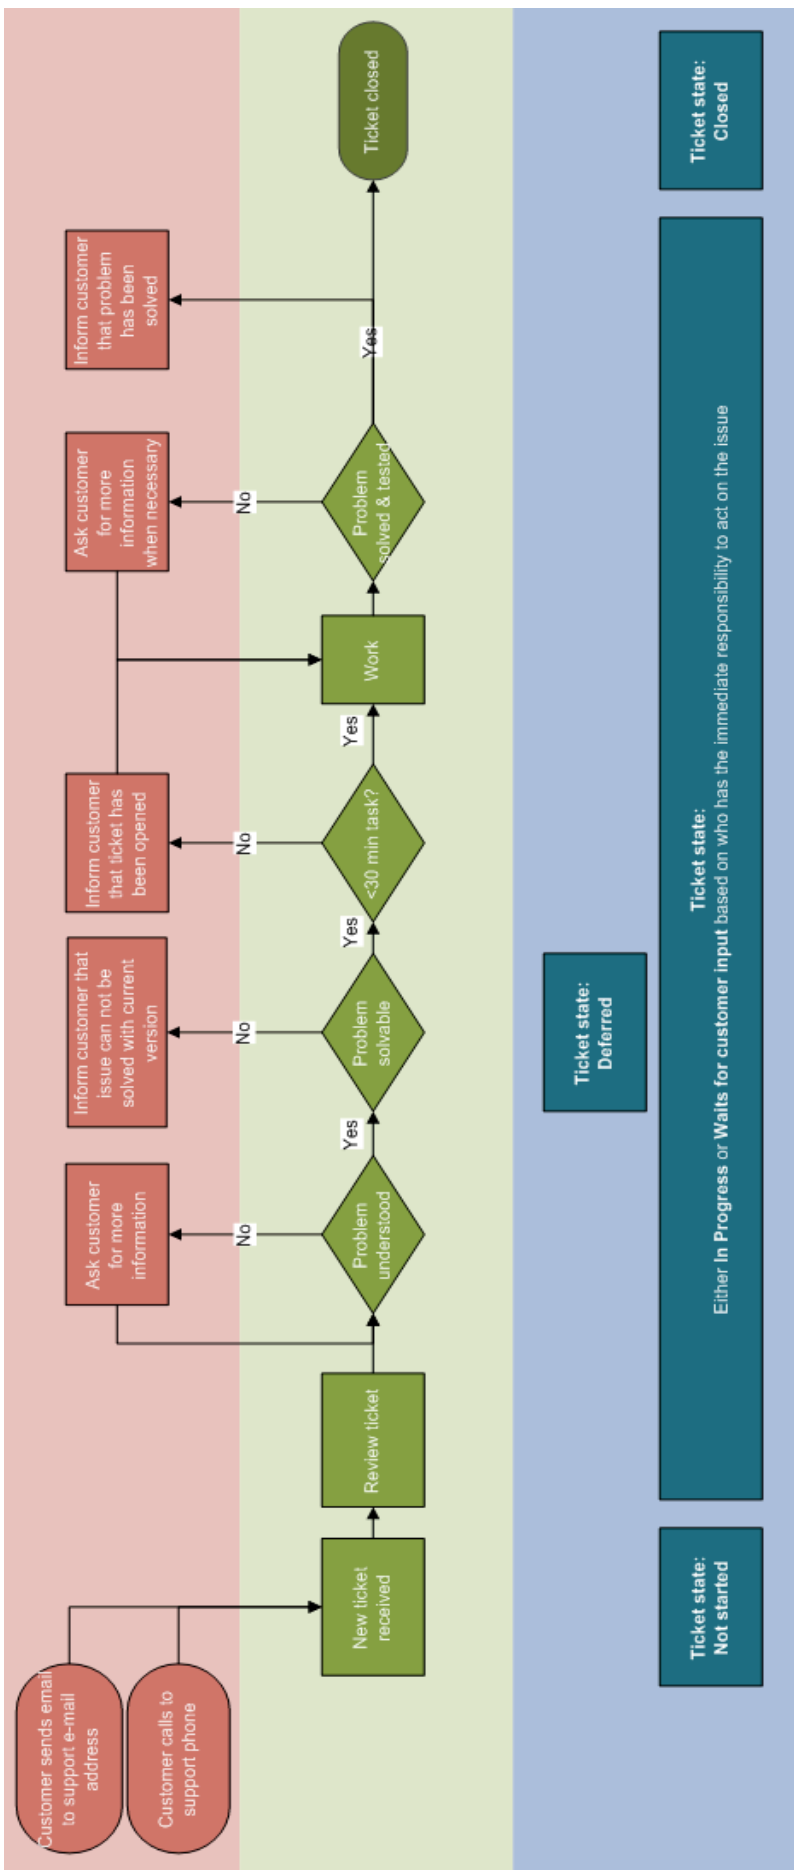 Customer sends email
to support e-mail
address
Customer calls to
support phone
Ask customer
for more
information
Inform customer that
issue can not be
solved with current
version
Inform customer
that ticket has
been opened
Ask customer
for more
information
when necessary
Inform customer
that problem
has been
solved
No
No
No
No
New ticket
received
Review ticket
Problem
understood
Yes
Problem
solvable
Yes
<30 min task?
Yes
Work
Problem
solved & tested
Yes
Ticket closed
Ticket state:
Deferred
Ticket state:
Not started
Ticket state:
Either In Progress or Waits for customer input based on who has the immediate responsibility to act on the issue
Ticket state:
Closed